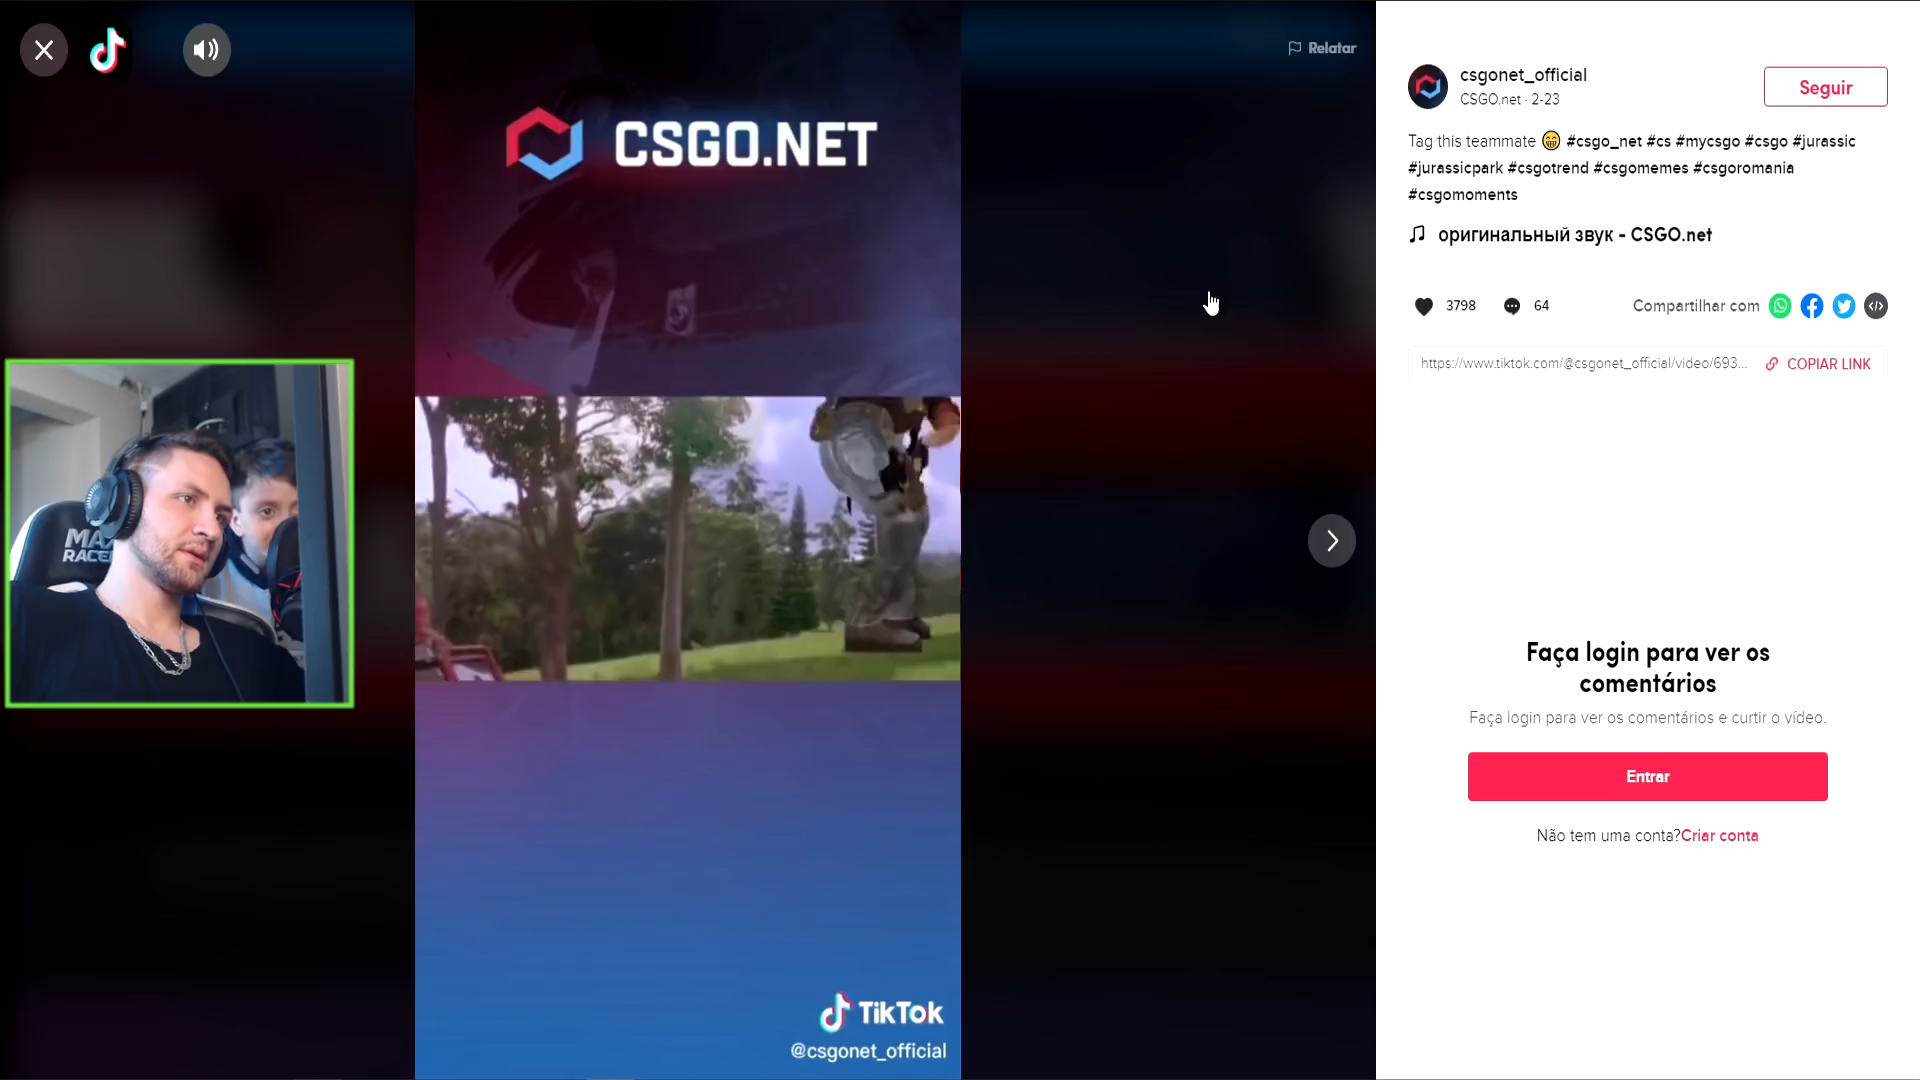 Relatar
CSGO.NET
MAX
RACER
TikTok
@csgonet_official
csgonet_official
CSGO.net · 2-23
Seguir
Tag this teammate 😁 #csgo_net #cs #mycsgo #csgo #jurassic
#jurassicpark #csgotrend #csgomemes #csgoromania
#csgomoments
оригинальный звук - CSGO.net
3798
64
Compartilhar com
https://www.tiktok.com/@csgonet_official/video/693...
COPIAR LINK
Faça login para ver os
comentários
Faça login para ver os comentários e curtir o vídeo.
Entrar
Não tem uma conta?Criar conta